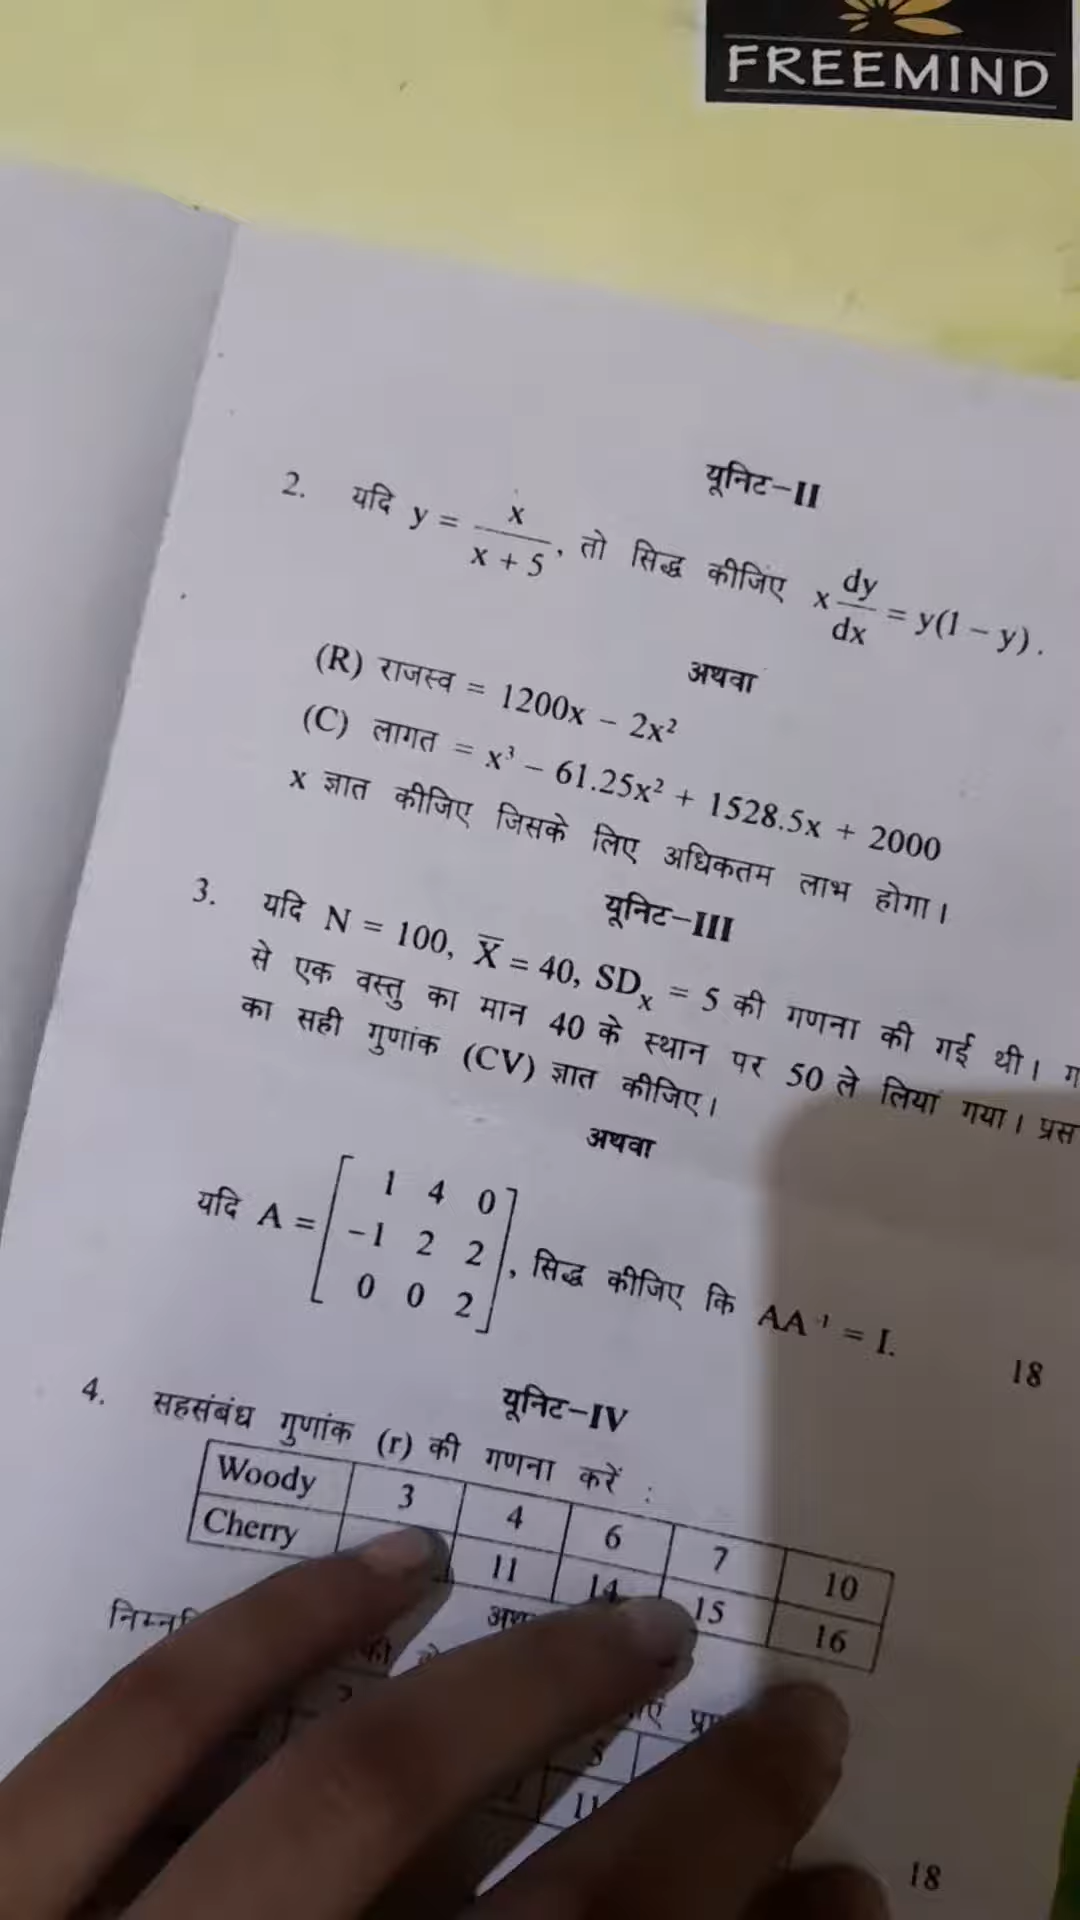 FREEMIND
यूनिट-II
2. यदि y = x / x + 5, तो सिद्ध कीजिए x dy/dx = y(1 – y).
अथवा
(R) राजस्व = 1200x – 2x²
(C) लागत = x³ – 61.25x² + 1528.5x + 2000
x ज्ञात कीजिए जिसके लिए अधिकतम लाभ होगा।
यूनिट-III
3. यदि N = 100, X̅ = 40, SDₓ = 5 की गणना की गई थी।
से एक वस्तु का मान 40 के स्थान पर 50 ले लिया गया। प्रस
का सही गुणांक (CV) ज्ञात कीजिए।
अथवा
यदि A = [ 1 4 0
-1 2 2
0 0 2 ], सिद्ध कीजिए कि AA⁻¹ = I.
18
यूनिट-IV
4. सहसंबंध गुणांक (r) की गणना करें :
Woody 3 4 6 7 10
Cherry 11 14 15 16
की
11
18